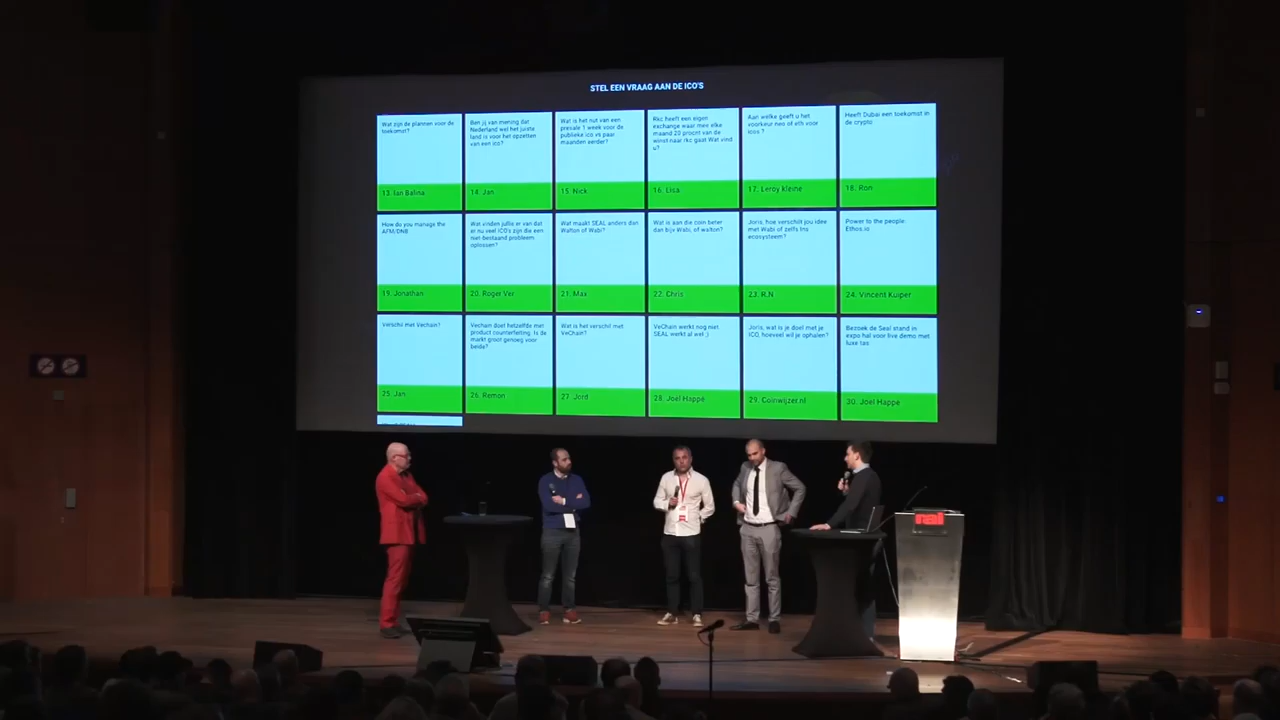 STEL EEN VRAAG AAN DE ICO'S
Wat zijn de plannen voor de
toekomst?
13. Ian Balina
Ben jij van mening dat
Nederland wel het juiste
land is voor het opzetten
van een ico?
14. Jan
Wat is het nut van een
presale 1 week voor de
publieke ico vs paar
maanden eerder?
15. Nick
Rkc heeft een eigen
exchange waar mee elke
maand 20 procnt van de
winst naar rkc gaat Wat vind
u?
16. Lisa
Aan welke geeft u het
voorkeur neo of eth voor
icos ?
17. Leroy kleine
Heeft Dubai een toekomst in
de crypto
18. Ron
How do you manage the
AFM/DNB
19. Jonathan
Wat vinden jullie er van dat
er nu veel ICO's zijn die een
niet-bestaand probleem
oplossen?
20. Roger Ver
Wat maakt SEAL anders dan
Walton of Wabi?
21. Max
Wat is aan die coin beter
dan bijv Wabi, of walton?
22. Chris
Joris, hoe verschilt jou idee
met Wabi of zelfs Ins
ecosysteem?
23. R.N
Power to the people:
Ethos.io
24. Vincent Kuiper
Verschil met Vechain?
25. Jan
Vechain doet hetzelfde met
product counterfeiting. Is de
markt groot genoeg voor
beide?
26. Remon
Wat is het verschil met
VeChain?
27. Jord
VeChain werkt nog niet
SEAL werkt al wel ;)
28. Joël Happé
Joris, wat is je doel met je
ICO, hoeveel wil je ophalen?
29. Coinwijzer.nl
Bezoek de Seal stand in
expo hal voor live demo met
luxe tas
30. Joël Happe
rai